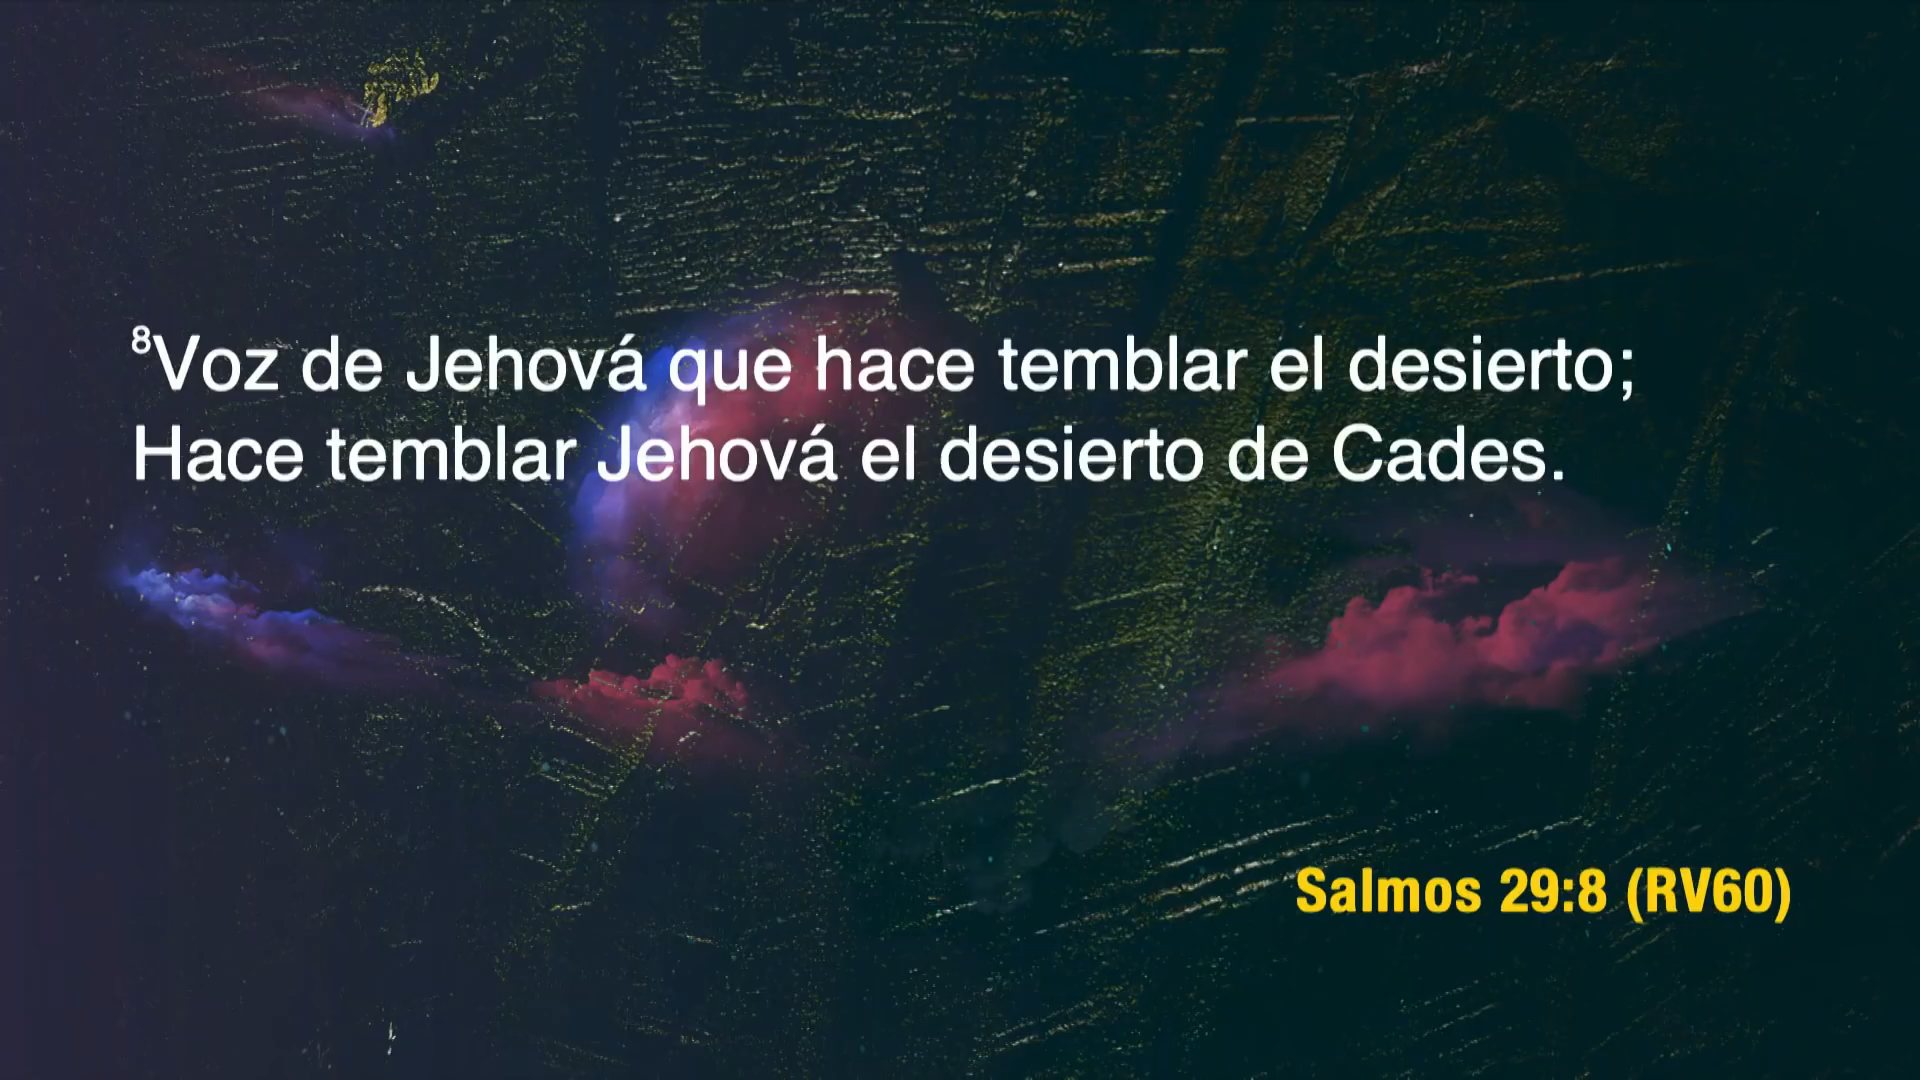 ⁸Voz de Jehová que hace temblar el desierto;
Hace temblar Jehová el desierto de Cades.
Salmos 29:8 (RV60)